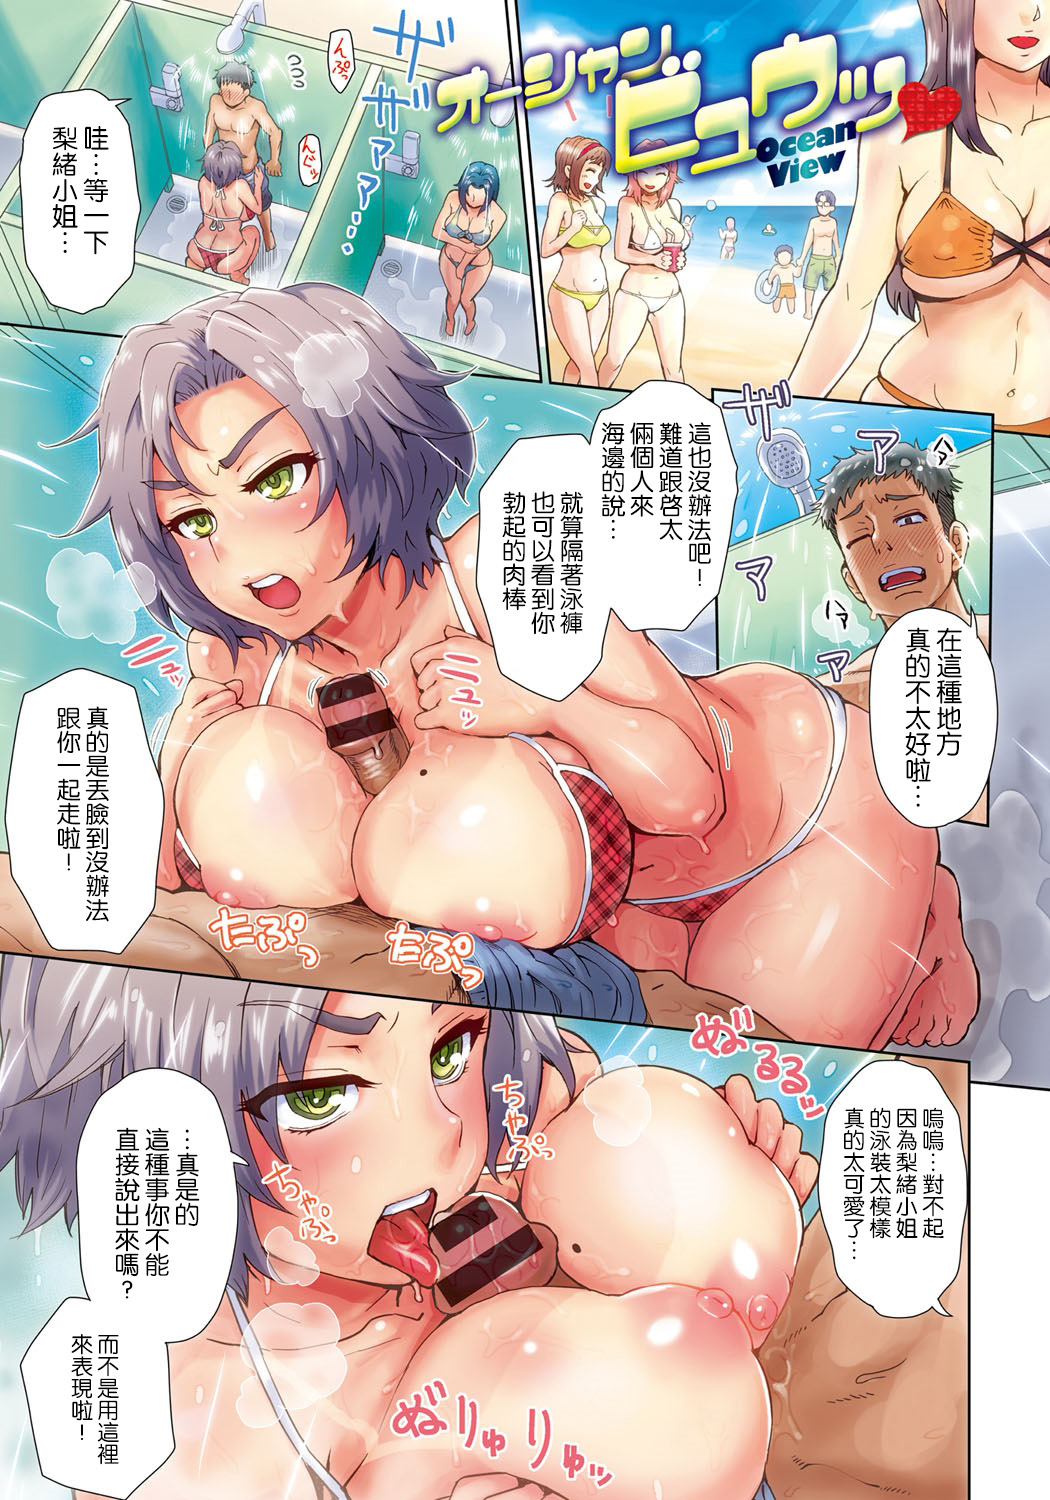 オーシャン
ビュウッ
Ocean
View
んぷっ
んぐッ
ザァァァ…
哇…等一下
梨緒小姐…
ザァァァ
在這種地方
真的不太好啦…
這也沒辦法吧！
難道跟啓太
倆個人來
海邊的說…
就算隔著泳褲
也可以看到你
勃起的肉棒
ニュッ
ニュッ
真的是丟臉到沒辦法
跟你一起走啦！
たぷっ
たぷっ
ぬ゛るるッ
嗚嗚…對不起
因為梨緒小姐
的泳裝太模樣
真的太可愛了…
ちゃぷっ
ちゃぷっ
…真是的
這種事你不能
直接說出來嗎？
而不是用這裡
來表現啦！
ぬ゛りゅりゅッ